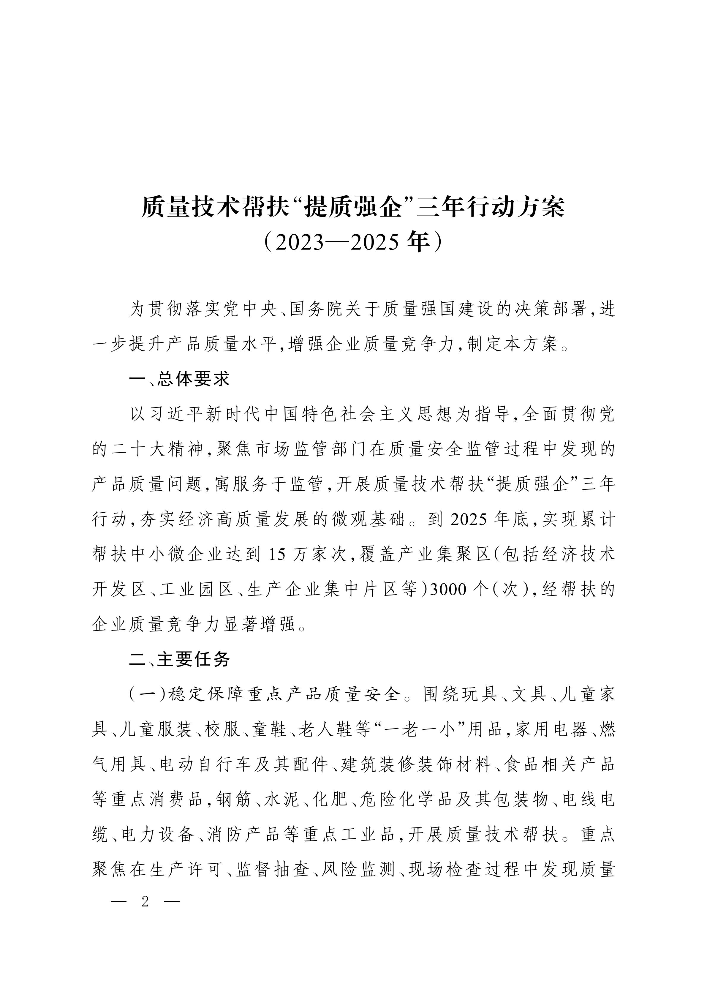 质量技术帮扶“提质强企”三年行动方案
（2023—2025 年）
为贯彻落实党中央、国务院关于质量强国建设的决策部署,进
一步提升产品质量水平,增强企业质量竞争力,制定本方案。
一、总体要求
以习近平新时代中国特色社会主义思想为指导,全面贯彻党
的二十大精神,聚焦市场监管部门在质量安全监管过程中发现的
产品质量问题,寓服务于监管,开展质量技术帮扶“提质强企”三年
行动,夯实经济高质量发展的微观基础。到 2025 年底,实现累计
帮扶中小微企业达到 15 万家次,覆盖产业集聚区(包括经济技术
开发区、工业园区、生产企业集中片区等)3000 个(次),经帮扶的
企业质量竞争力显著增强。
二、主要任务
(一)稳定保障重点产品质量安全。围绕玩具、文具、儿童家
具、儿童服装、校服、童鞋、老人鞋等“一老一小”用品,家用电器、燃
气用具、电动自行车及其配件、建筑装修装饰材料、食品相关产品
等重点消费品,钢筋、水泥、化肥、危险化学品及其包装物、电线电
缆、电力设备、消防产品等重点工业品,开展质量技术帮扶。重点
聚焦在生产许可、监督抽查、风险监测、现场检查过程中发现质量
— 2 —